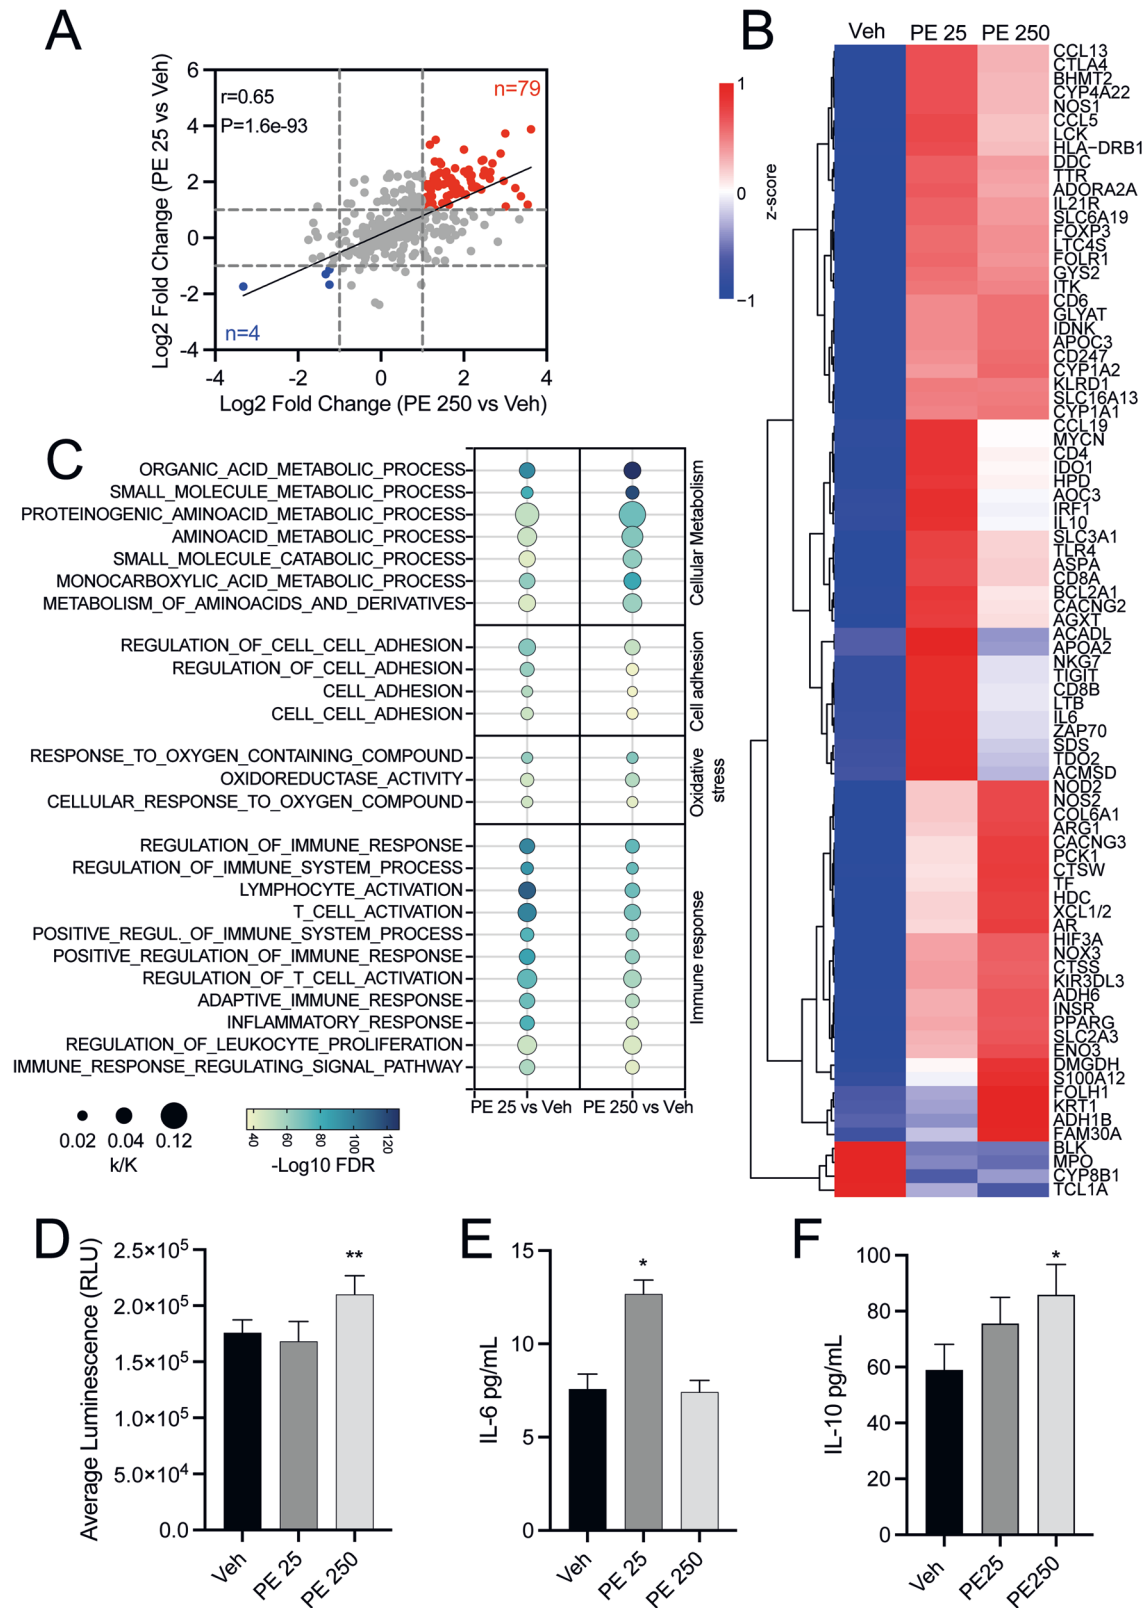 A
6
4
2
0
-2
-4
-4
-2
0
2
4
Log2 Fold Change (PE 25 vs Veh)
Log2 Fold Change (PE 250 vs Veh)
r=0.65
P=1.6e-93
n=79
n=4
B
Veh
PE 25
PE 250
1
0
−1
z-score
CCL13
CTLA4
BHMT2
CYP4A22
NOS1
CCL5
LCK
HLA−DRB1
DDC
TTR
ADORA2A
IL21R
SLC6A19
FOXP3
LTC4S
FOLR1
GYS2
ITK
CD6
GLYAT
IDNK
APOC3
CD247
CYP1A2
KLRD1
SLC16A13
CYP1A1
CCL19
MYCN
CD4
IDO1
HPD
AOC3
IRF1
IL10
SLC3A1
TLR4
ASPA
CD8A
BCL2A1
CACNG2
AGXT
ACADL
APOA2
NKG7
TIGIT
CD8B
LTB
IL6
ZAP70
SDS
TDO2
ACMSD
NOD2
NOS2
COL6A1
ARG1
CACNG3
PCK1
CTSW
TF
HDC
XCL1/2
AR
HIF3A
NOX3
CTSS
KIR3DL3
ADH6
INSR
PPARG
SLC2A3
ENO3
DMGDH
S100A12
FOLH1
KRT1
ADH1B
FAM30A
BLK
MPO
CYP8B1
TCL1A
C
ORGANIC_ACID_METABOLIC_PROCESS
SMALL_MOLECULE_METABOLIC_PROCESS
PROTEINOGENIC_AMINOACID_METABOLIC_PROCESS
AMINOACID_METABOLIC_PROCESS
SMALL_MOLECULE_CATABOLIC_PROCESS
MONOCARBOXYLIC_ACID_METABOLIC_PROCESS
METABOLISM_OF_AMINOACIDS_AND_DERIVATIVES
Cellular Metabolism
REGULATION_OF_CELL_CELL_ADHESION
REGULATION_OF_CELL_ADHESION
CELL_ADHESION
CELL_CELL_ADHESION
Cell adhesion
RESPONSE_TO_OXYGEN_CONTAINING_COMPOUND
OXIDOREDUCTASE_ACTIVITY
CELLULAR_RESPONSE_TO_OXYGEN_COMPOUND
Oxidative
stress
REGULATION_OF_IMMUNE_RESPONSE
REGULATION_OF_IMMUNE_SYSTEM_PROCESS
LYMPHOCYTE_ACTIVATION
T_CELL_ACTIVATION
POSITIVE_REGUL._OF_IMMUNE_SYSTEM_PROCESS
POSITIVE_REGULATION_OF_IMMUNE_RESPONSE
REGULATION_OF_T_CELL_ACTIVATION
ADAPTIVE_IMMUNE_RESPONSE
INFLAMMATORY_RESPONSE
REGULATION_OF_LEUKOCYTE_PROLIFERATION
IMMUNE_RESPONSE_REGULATING_SIGNAL_PATHWAY
Immune response
PE 25 vs Veh
PE 250 vs Veh
0.02 0.04 0.12
k/K
40 60 80 100 120
-Log10 FDR
D
Average Luminescence (RLU)
2.5×10⁵
2.0×10⁵
1.5×10⁵
1.0×10⁵
5.0×10⁴
0.0
**
Veh
PE 25
PE 250
E
IL-6 pg/mL
15
10
5
0
*
Veh
PE 25
PE 250
F
IL-10 pg/mL
100
80
60
40
20
0
*
Veh
PE25
PE250